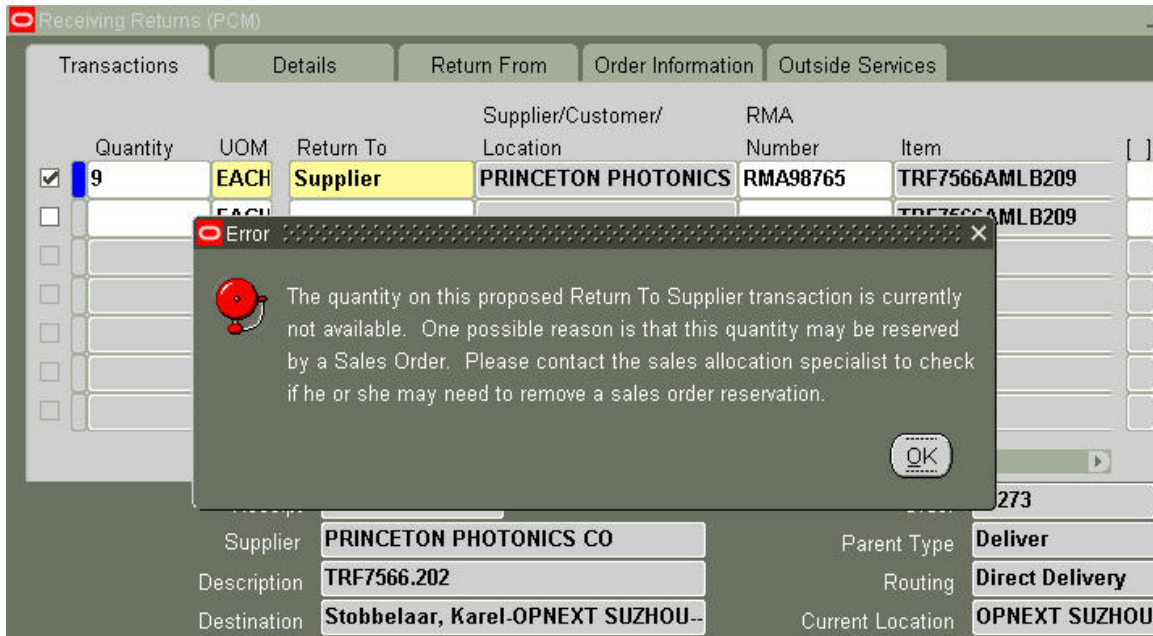 Receiving Returns (PCM)
Transactions Details Return From Order Information Outside Services
Supplier/Customer/ RMA
Quantity UOM Return To Location Number Item [ ]
9 EACH Supplier PRINCETON PHOTONICS RMA98765 TRF7566AMLB209
EACH TRF7566AMLB209
Error
The quantity on this proposed Return To Supplier transaction is currently
not available. One possible reason is that this quantity may be reserved
by a Sales Order. Please contact the sales allocation specialist to check
if he or she may need to remove a sales order reservation.
OK
273
Supplier PRINCETON PHOTONICS CO Parent Type Deliver
Description TRF7566.202 Routing Direct Delivery
Destination Stobbelaar, Karel-OPNEXT SUZHOU-- Current Location OPNEXT SUZHOU